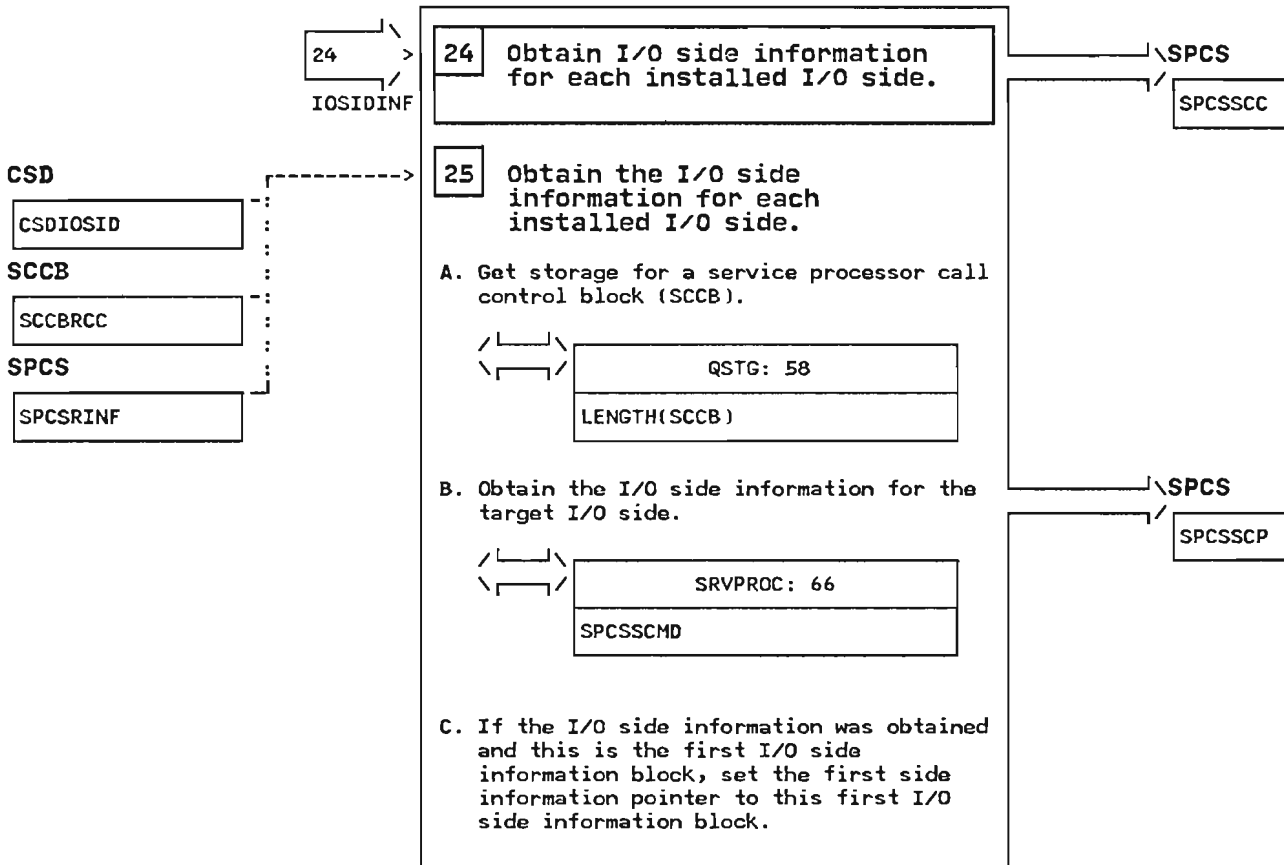 24
IOSIDINF
24 Obtain I/O side information
for each installed I/O side.
SPCS
SPCSSCC
CSD
CSDIOSID
SCCB
SCCBRCC
SPCS
SPCSRINF
25 Obtain the I/O side
information for each
installed I/O side.
A. Get storage for a service processor call
control block (SCCB).
QSTG: 58
LENGTH(SCCB)
B. Obtain the I/O side information for the
target I/O side.
SPCS
SPCSSCP
SRVPROC: 66
SPCSSCMD
C. If the I/O side information was obtained
and this is the first I/O side
information block, set the first side
information pointer to this first I/O
side information block.